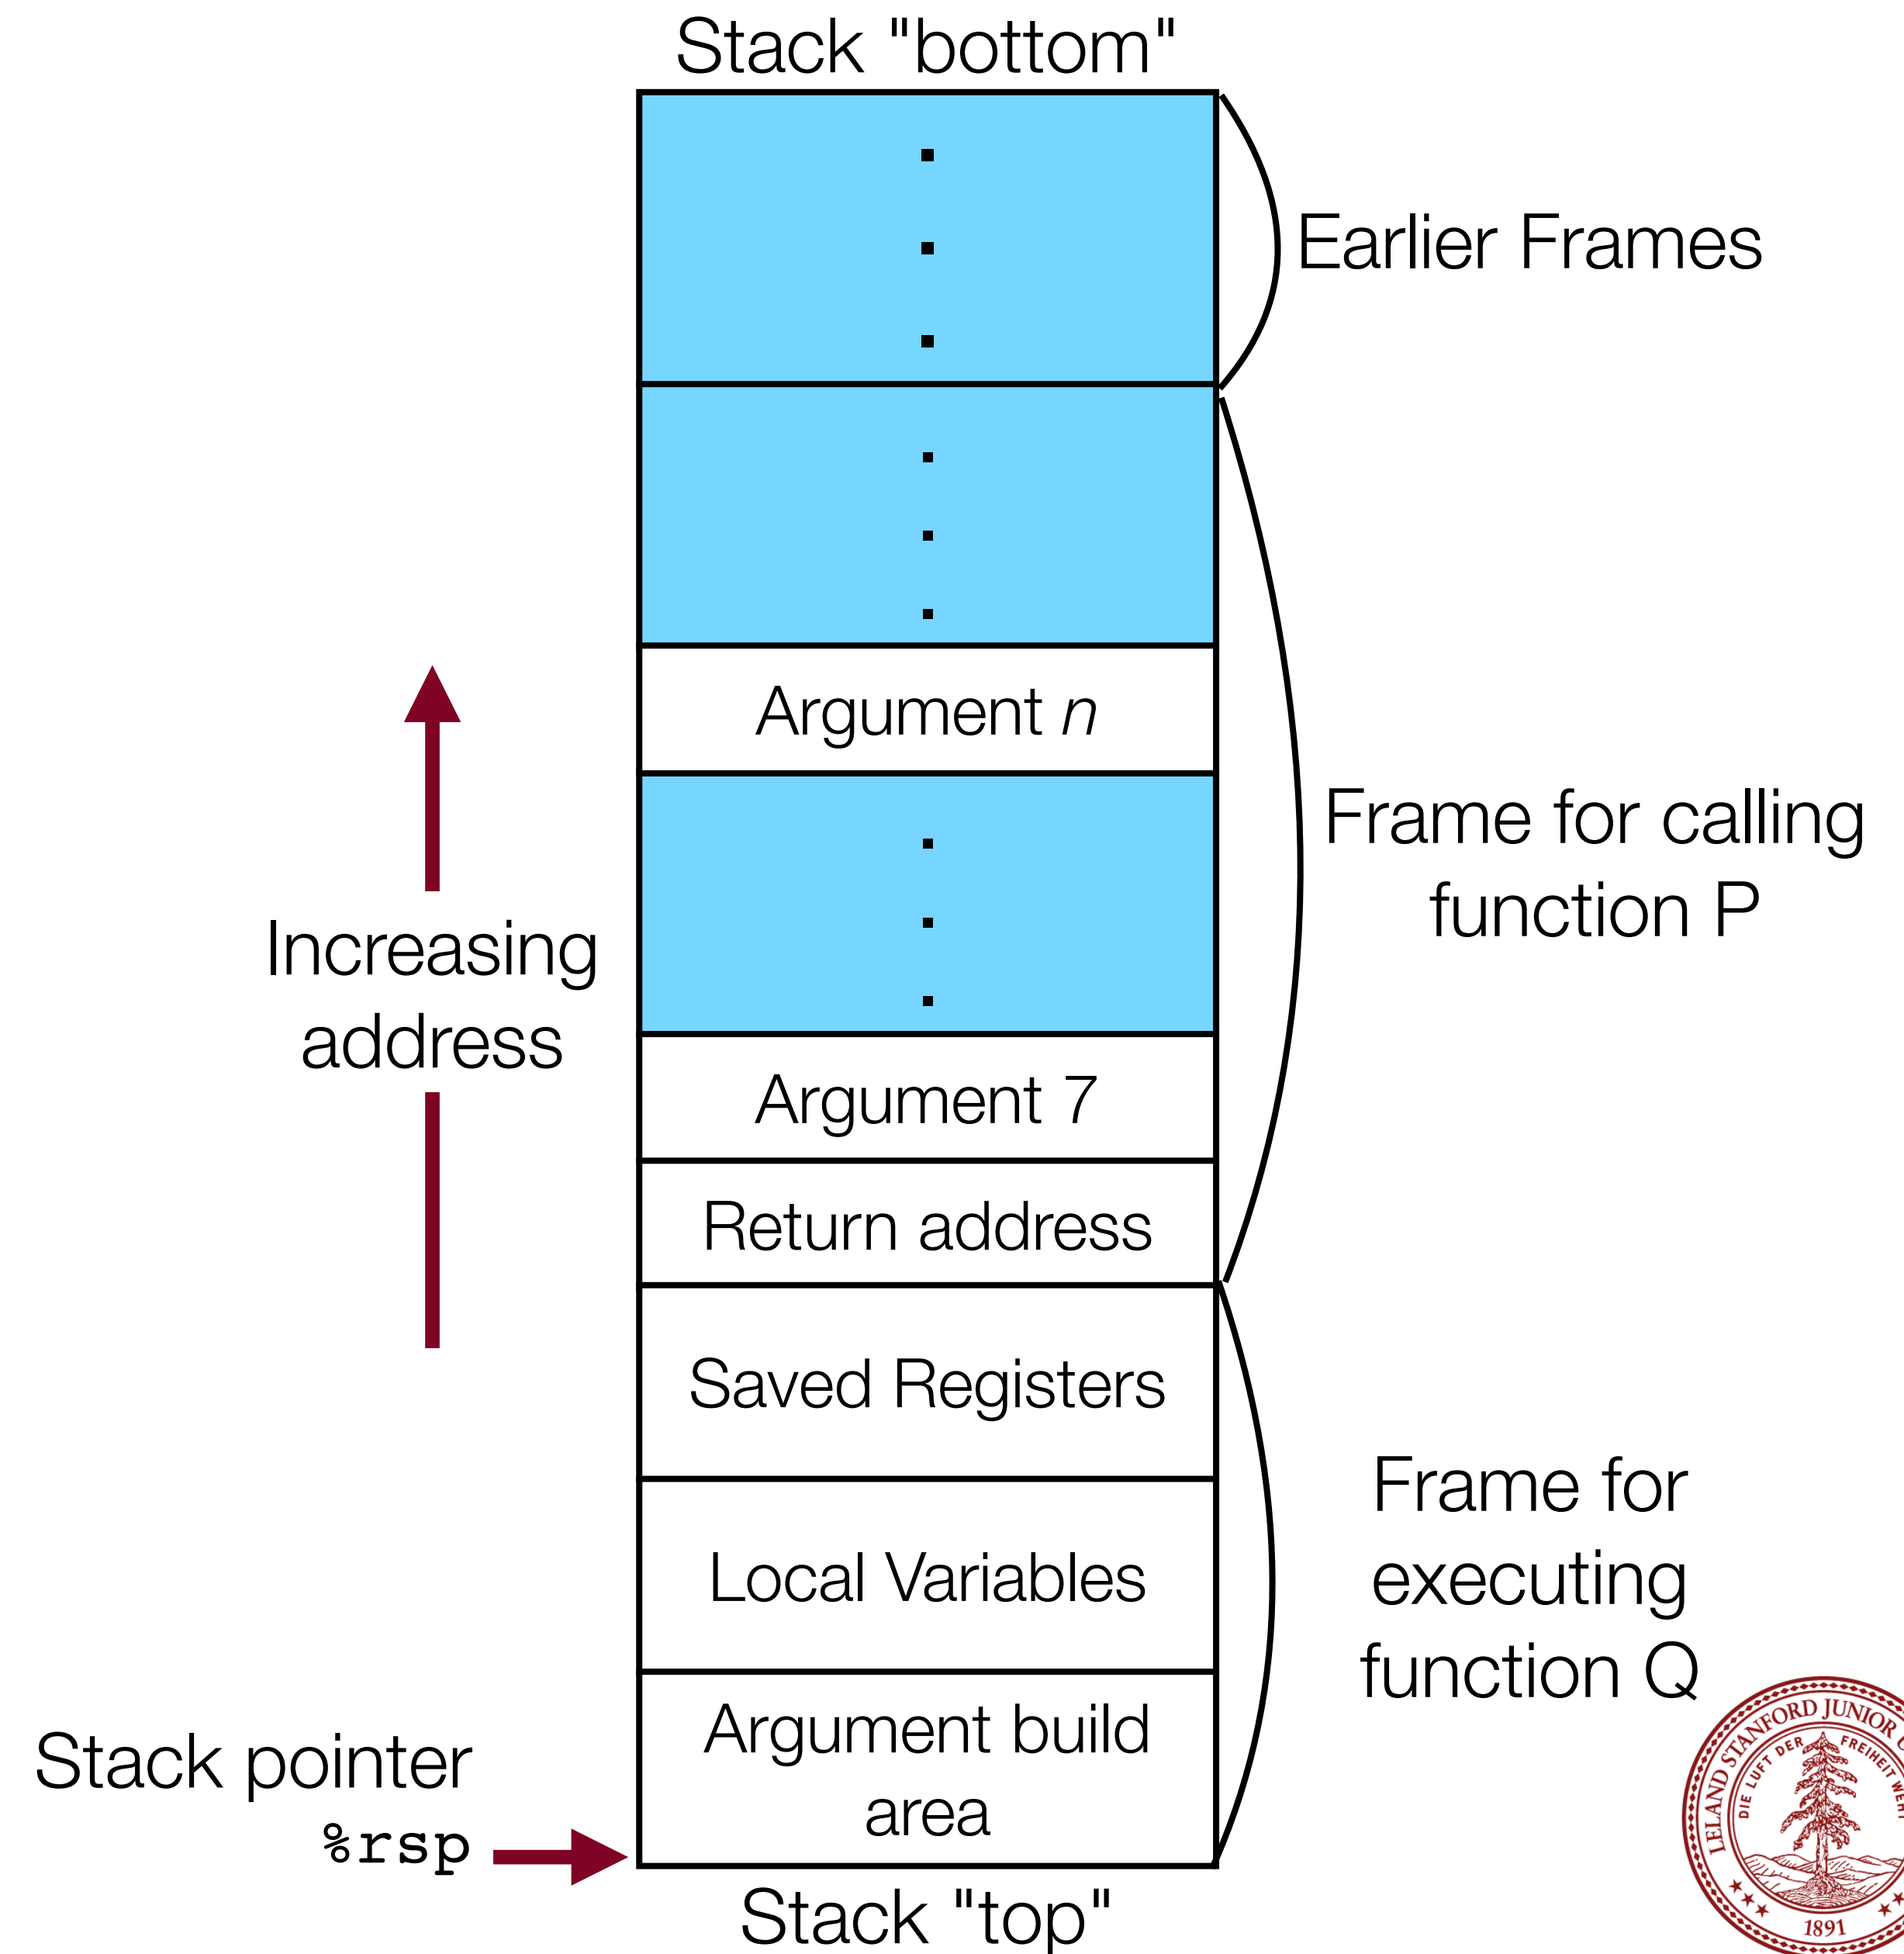 Stack "bottom"
Earlier Frames
Argument n
Frame for calling
function P
Increasing
address
Argument 7
Return address
Saved Registers
Frame for
executing
function Q
Local Variables
Argument build
area
Stack pointer
%rsp
Stack "top"
LELAND STANFORD JUNIOR U
DIE LUFT DER FREIHEIT WEHT
1891